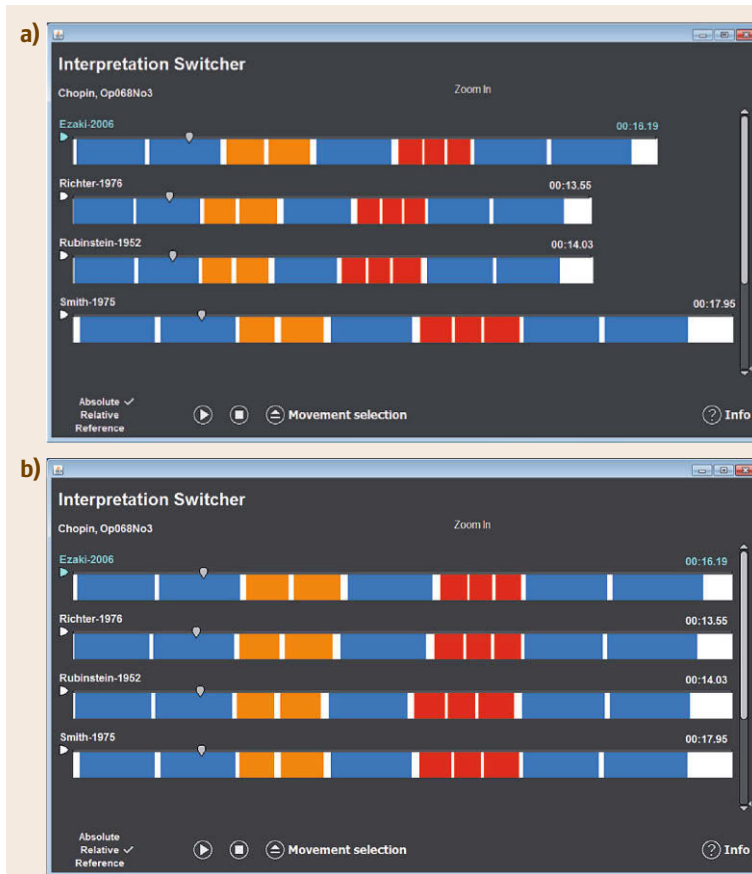 a)
Interpretation Switcher
Chopin, Op068No3
Zoom In
Ezaki-2006
00:16.19
Richter-1976
00:13.55
Rubinstein-1952
00:14.03
Smith-1975
00:17.95
Absolute ✓
Relative
Reference
Movement selection
? Info
b)
Interpretation Switcher
Chopin, Op068No3
Zoom In
Ezaki-2006
00:16.19
Richter-1976
00:13.55
Rubinstein-1952
00:14.03
Smith-1975
00:17.95
Absolute
Relative ✓
Reference
Movement selection
? Info